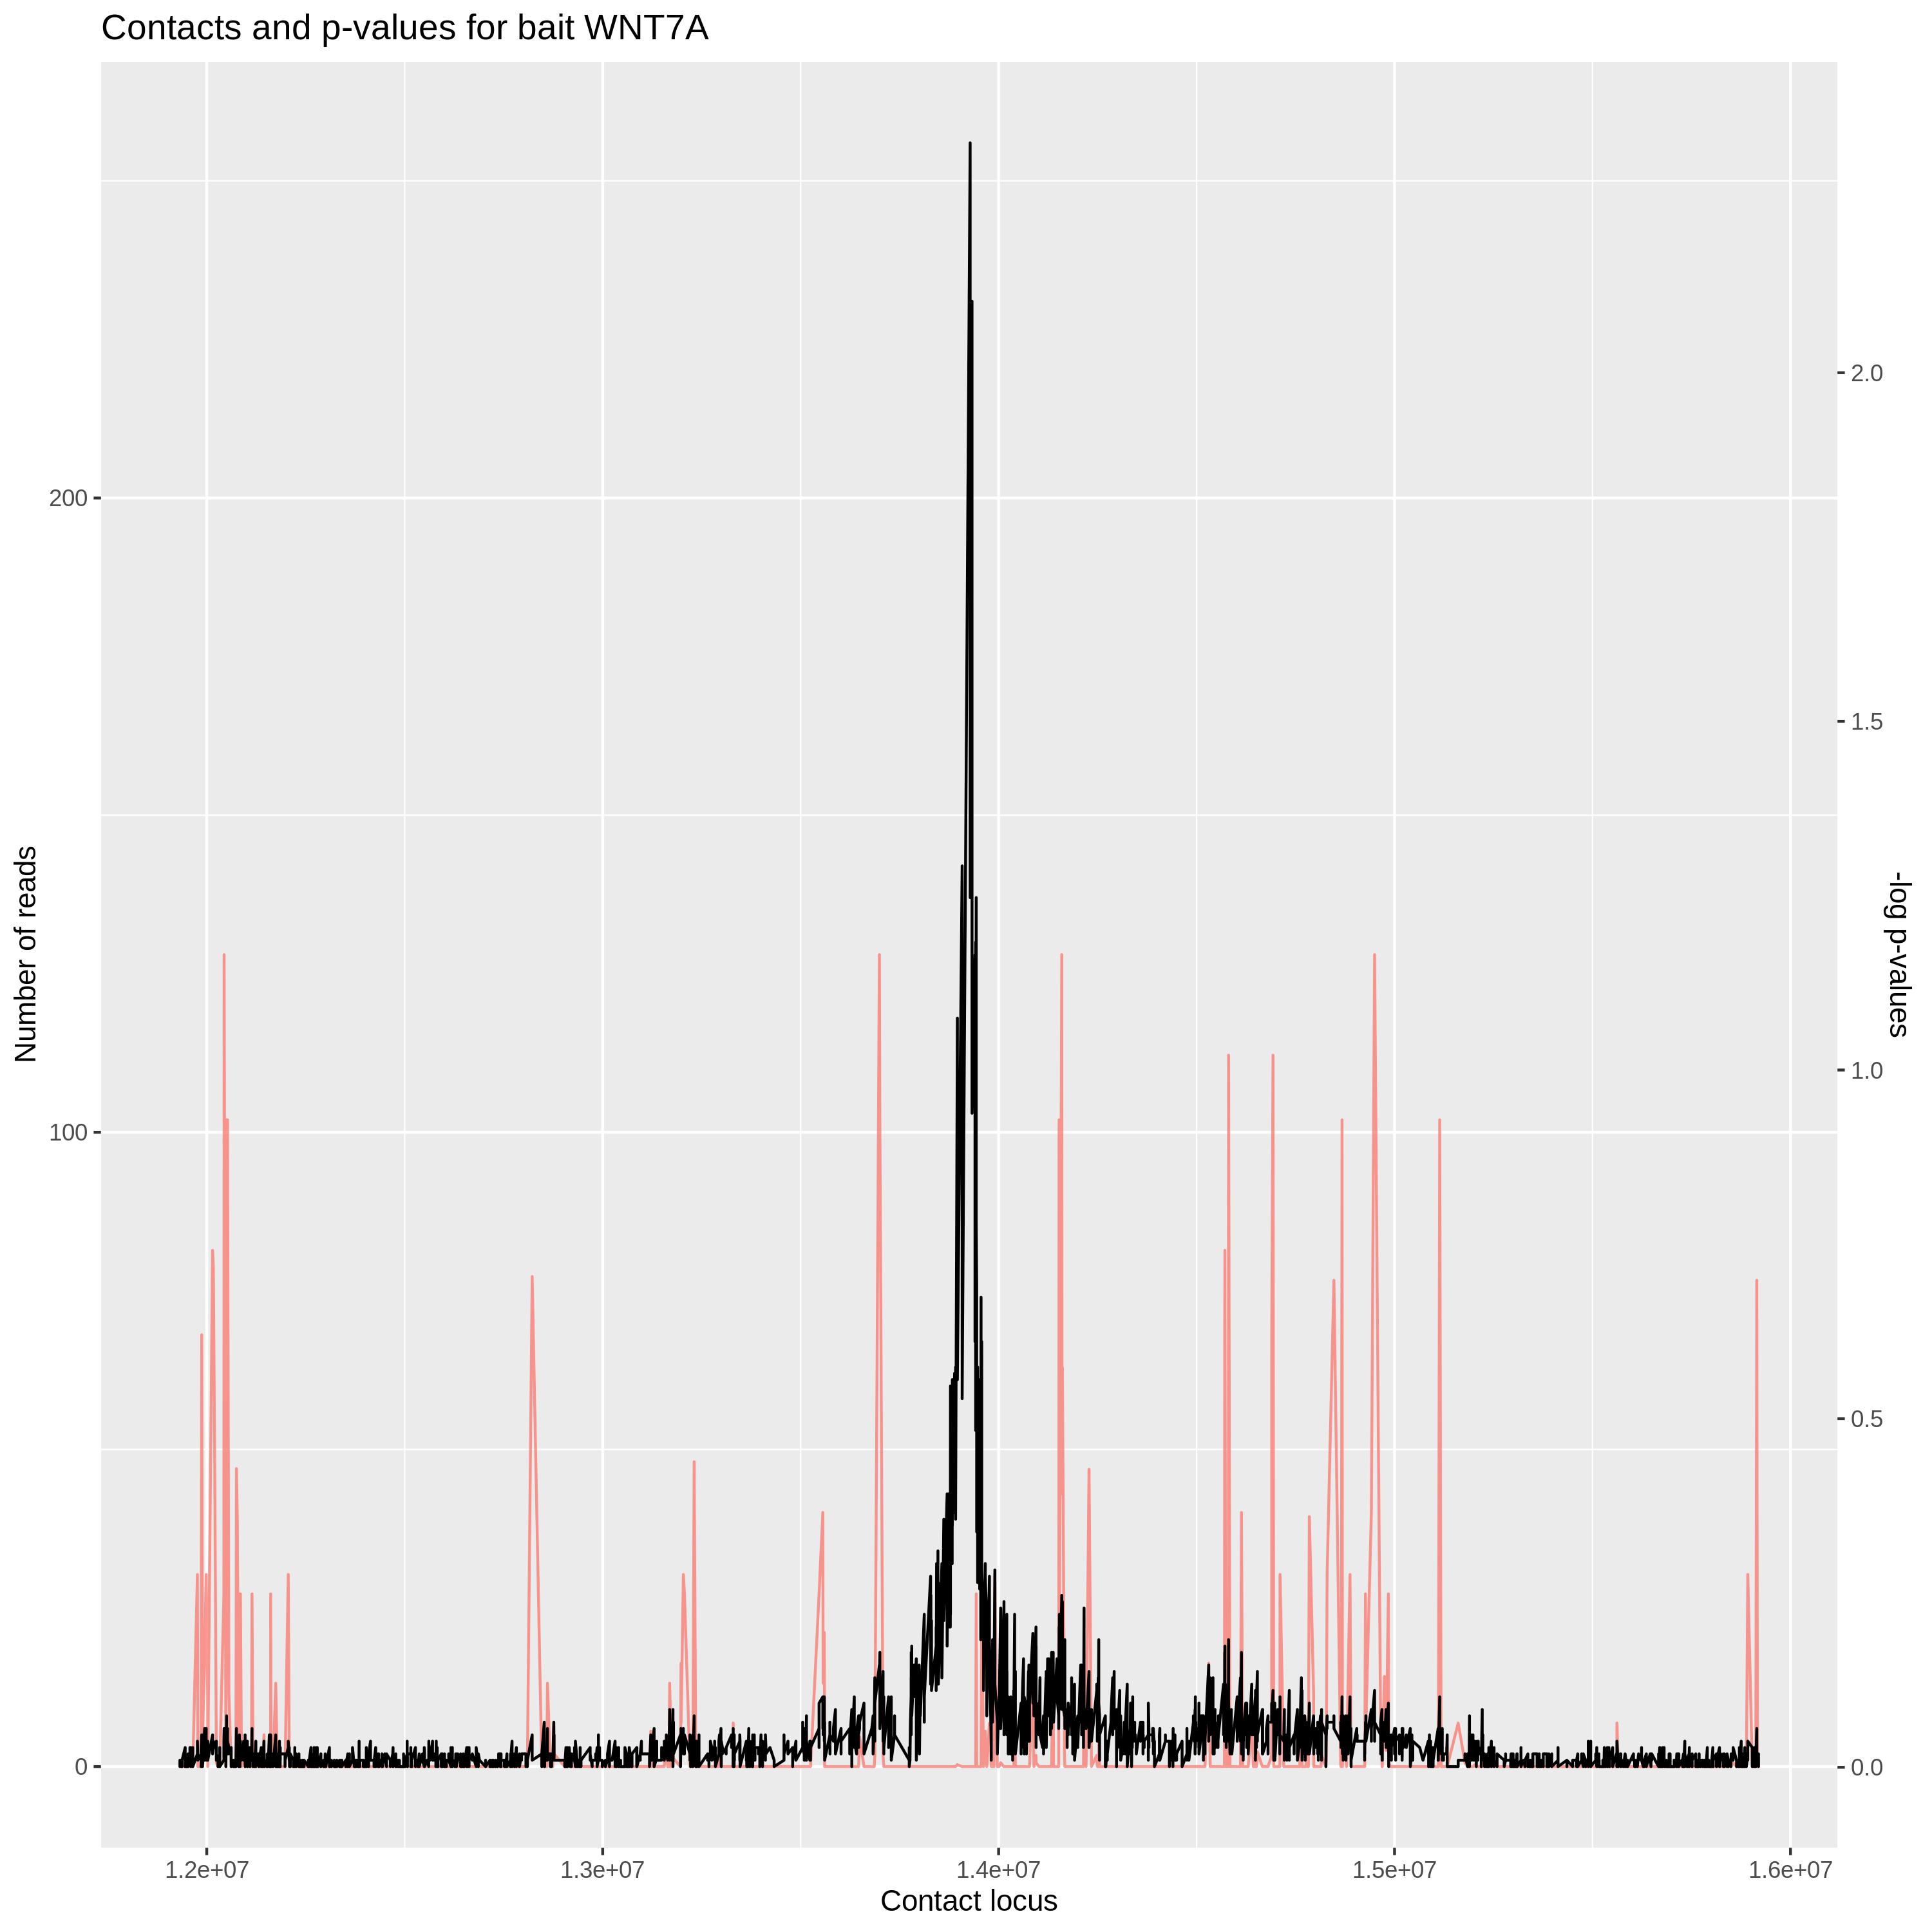 Contacts and p-values for bait WNT7A
Number of reads
200
100
0
2.0
1.5
1.0
0.5
0.0
-log p-values
1.2e+07 1.3e+07 1.4e+07 1.5e+07 1.6e+07
Contact locus